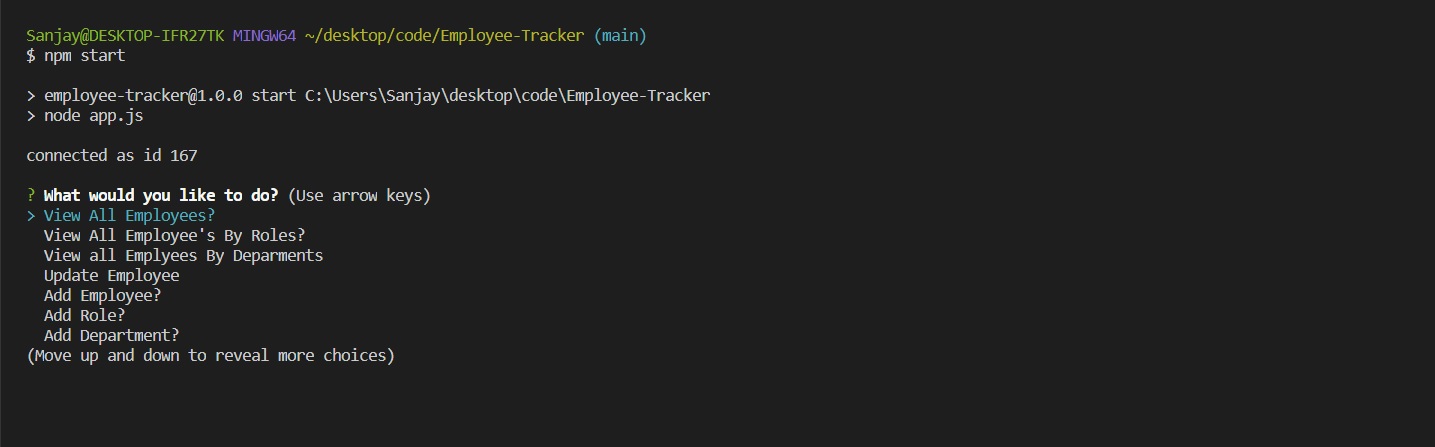 Sanjay@DESKTOP-IFR27TK MINGW64 ~/desktop/code/Employee-Tracker (main)
$ npm start
> employee-tracker@1.0.0 start C:\Users\Sanjay\desktop\code\Employee-Tracker
> node app.js
connected as id 167
? What would you like to do? (Use arrow keys)
> View All Employees?
View All Employee's By Roles?
View all Emplyees By Deparments
Update Employee
Add Employee?
Add Role?
Add Department?
(Move up and down to reveal more choices)